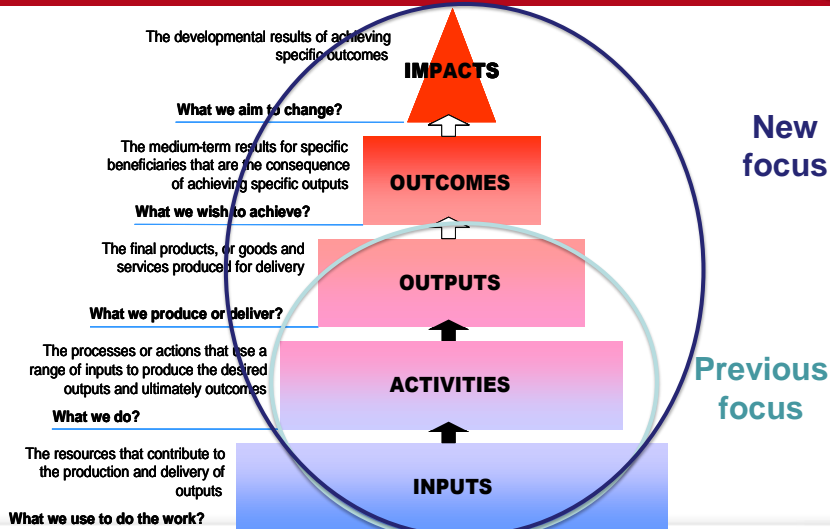 The developmental results of achieving
specific outcomes
IMPACTS
What we aim to change?
New
focus
The medium-term results for specific
beneficiaries that are the consequence
of achieving specific outputs
OUTCOMES
What we wish to achieve?
The final products, or goods and
services produced for delivery
OUTPUTS
What we produce or deliver?
The processes or actions that use a
range of inputs to produce the desired
outputs and ultimately outcomes
ACTIVITIES
Previous
focus
What we do?
The resources that contribute to
the production and delivery of
outputs
INPUTS
What we use to do the work?